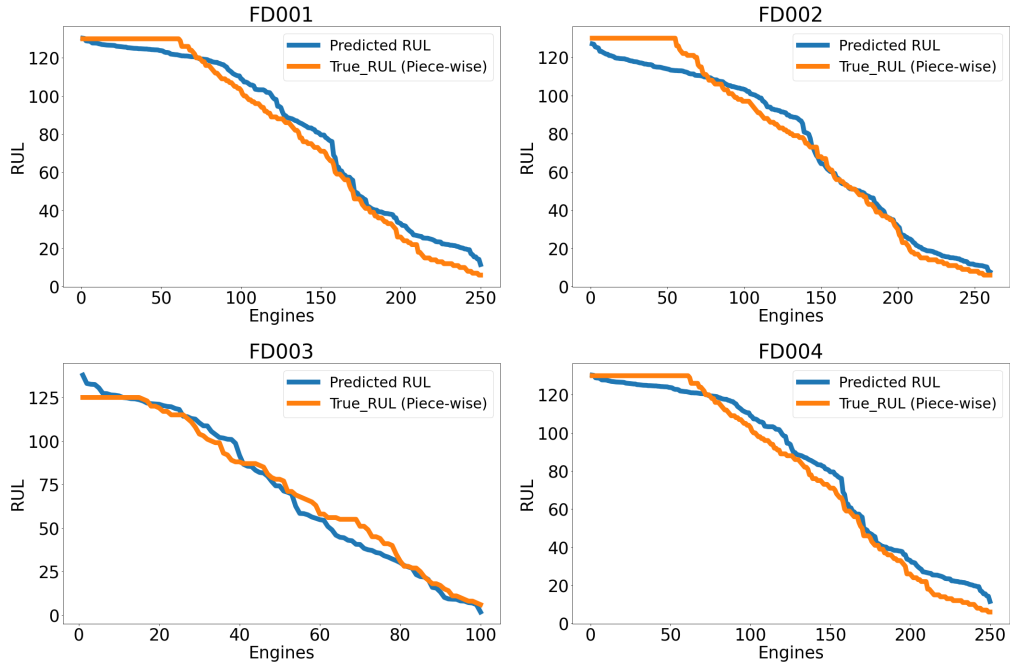 FD001
RUL
120
100
80
60
40
20
0
Predicted RUL
True_RUL (Piece-wise)
0 50 100 150 200 250
Engines
FD002
RUL
120
100
80
60
40
20
0
Predicted RUL
True_RUL (Piece-wise)
0 50 100 150 200 250
Engines
FD003
RUL
125
100
75
50
25
0
Predicted RUL
True_RUL (Piece-wise)
0 20 40 60 80 100
Engines
FD004
RUL
120
100
80
60
40
20
0
Predicted RUL
True_RUL (Piece-wise)
0 50 100 150 200 250
Engines